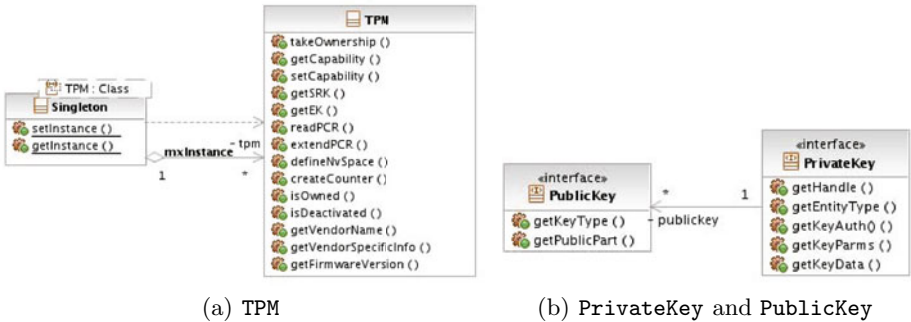 TPM : Class
Singleton
setInstance ()
getInstance ()
mxInstance
- tpm
1
*
TPM
takeOwnership ()
getCapability ()
setCapability ()
getSRK ()
getEK ()
readPCR ()
extendPCR ()
defineNvSpace ()
createCounter ()
isOwned ()
isDeactivated ()
getVendorName ()
getVendorSpecificInfo ()
getFirmwareVersion ()
(a) TPM
«interface»
PublicKey
getKeyType ()
getPublicPart ()
*
1
- publickey
«interface»
PrivateKey
getHandle ()
getEntityType ()
getKeyAuth() ()
getKeyParms ()
getKeyData ()
(b) PrivateKey and PublicKey